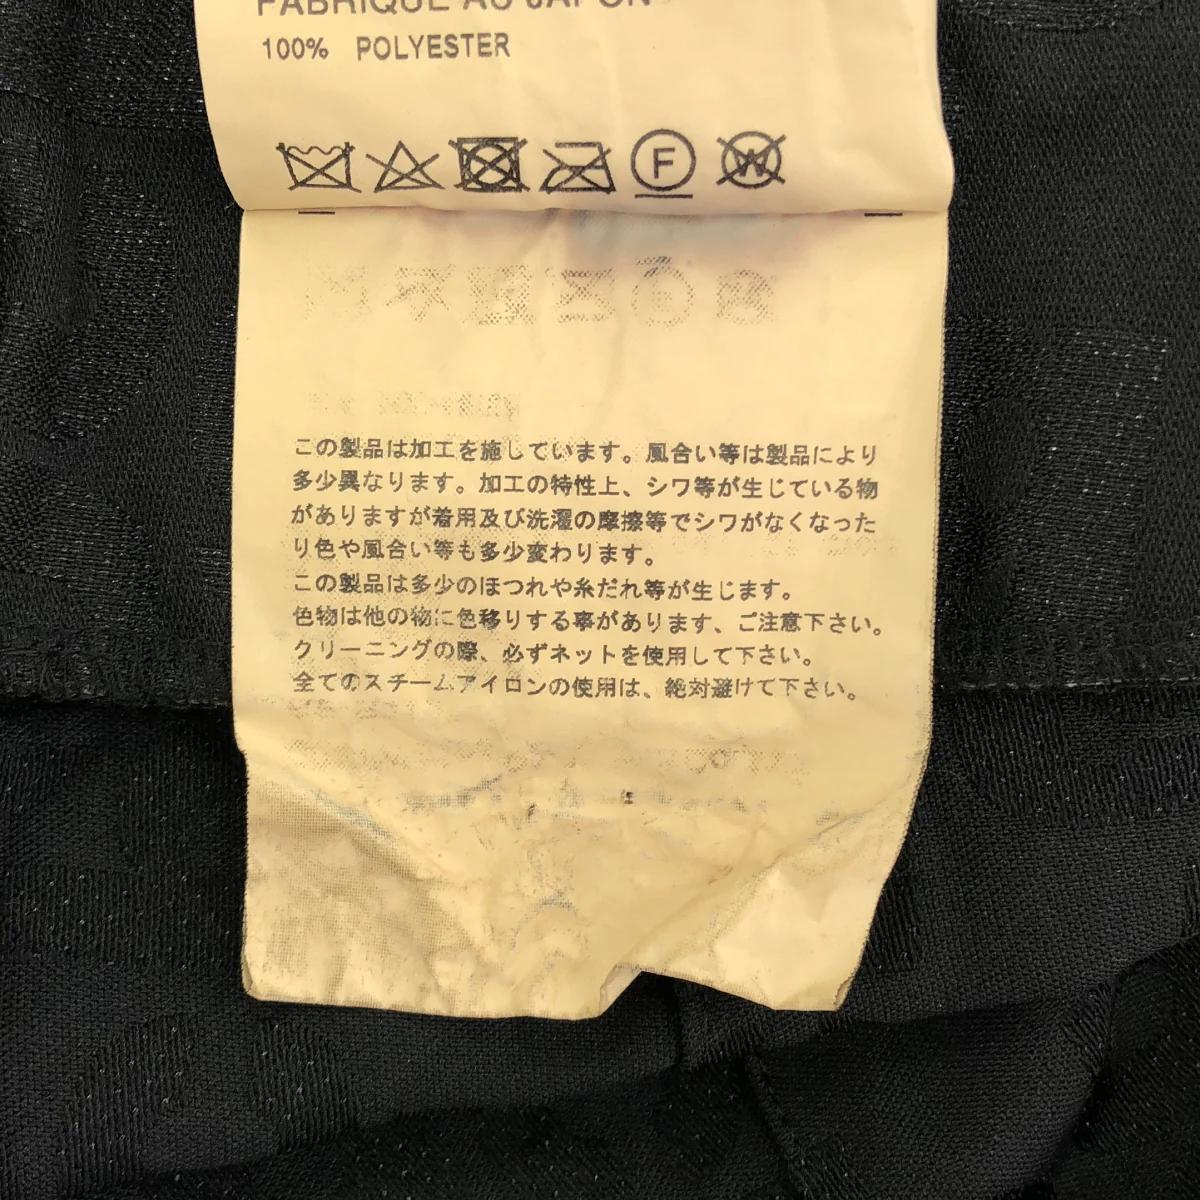 FABRIQUE AU JAPON
100% POLYESTER
F
W
この製品は加工を施しています。風合い等は製品により
多少異なります。加工の特性上、シワ等が生じている物
がありますが着用及び洗濯の摩擦等でシワがなくなった
り色や風合い等も多少変わります。
この製品は多少のほつれや糸だれ等が生じます。
色物は他の物に色移りする事があります、ご注意下さい。
クリーニングの際、必ずネットを使用して下さい。
全てのスチームアイロンの使用は、絶対避けて下さい。